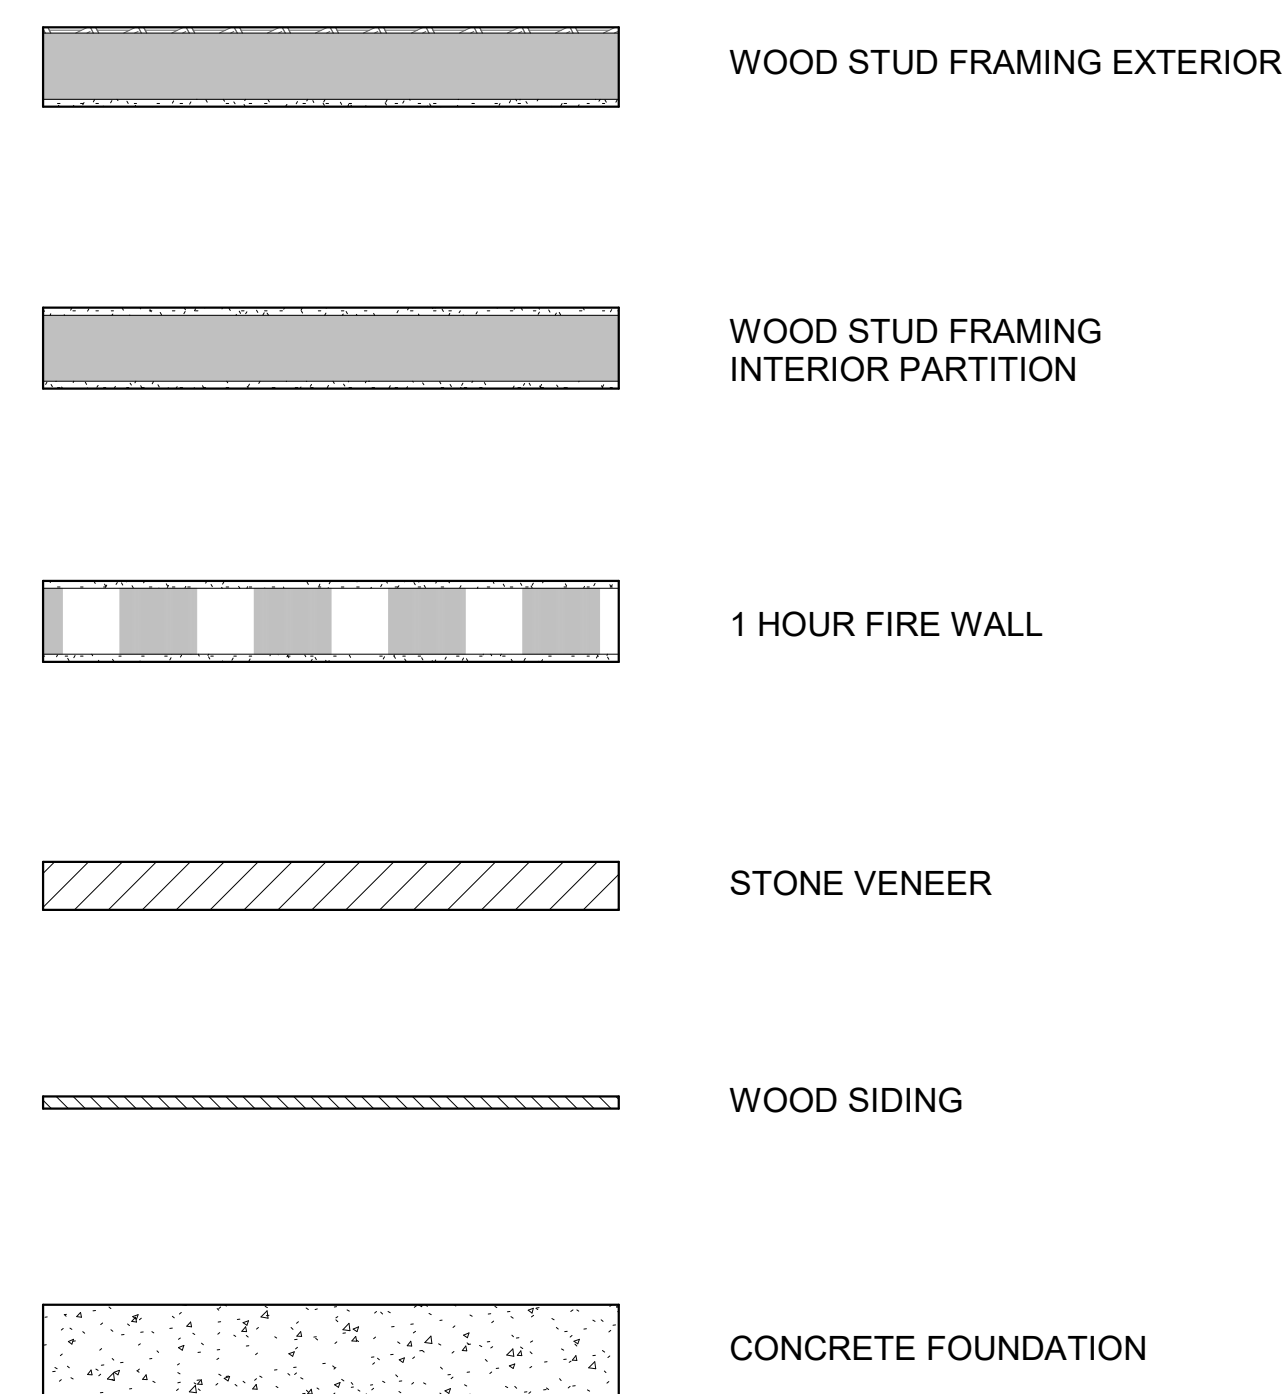 WOOD STUD FRAMING EXTERIOR
WOOD STUD FRAMING
INTERIOR PARTITION
1 HOUR FIRE WALL
STONE VENEER
WOOD SIDING
CONCRETE FOUNDATION